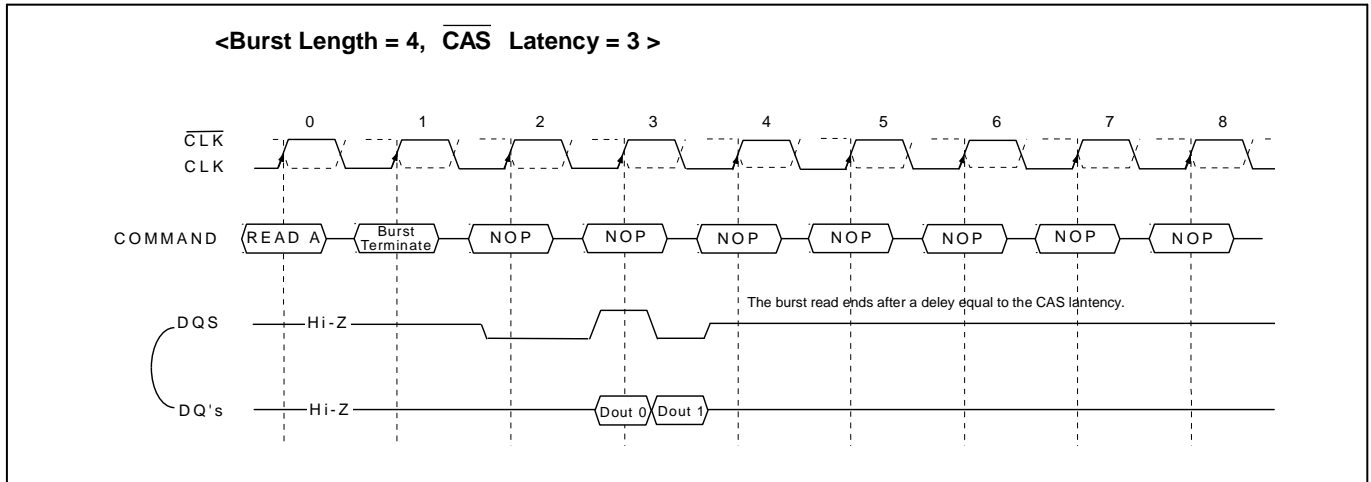 <Burst Length = 4, CAS Latency = 3 >
0 1 2 3 4 5 6 7 8
CLK
CLK
COMMAND READ A Burst Terminate NOP NOP NOP NOP NOP NOP NOP
The burst read ends after a deley equal to the CAS lantency.
DQS Hi-Z
DQ's Hi-Z Dout 0 Dout 1